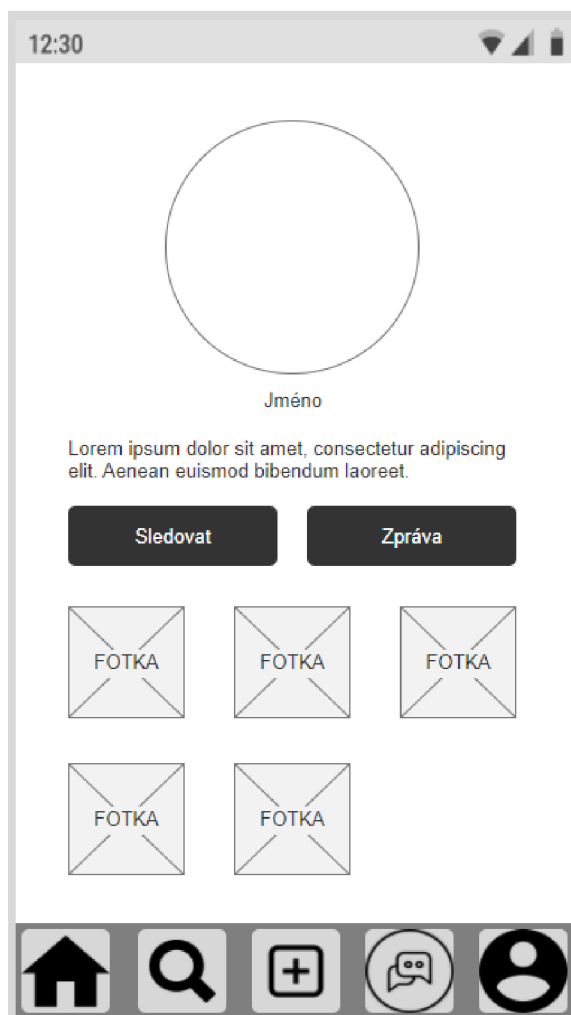 12:30
Jméno
Lorem ipsum dolor sit amet, consectetur adipiscing
elit. Aenean euismod bibendum laoreet.
Sledovat Zpráva
FOTKA FOTKA FOTKA
FOTKA FOTKA